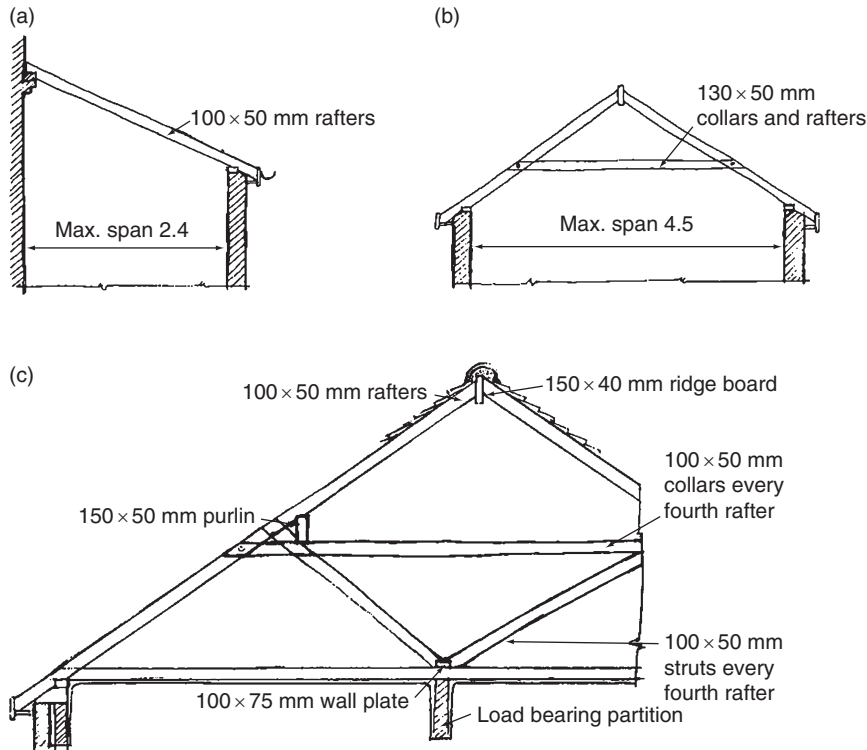 (a)
100 × 50 mm rafters
Max. span 2.4
(b)
130 × 50 mm
collars and rafters
Max. span 4.5
(c)
100 × 50 mm rafters
150 × 40 mm ridge board
100 × 50 mm
collars every
fourth rafter
150 × 50 mm purlin
100 × 50 mm
struts every
fourth rafter
100 × 75 mm wall plate
Load bearing partition